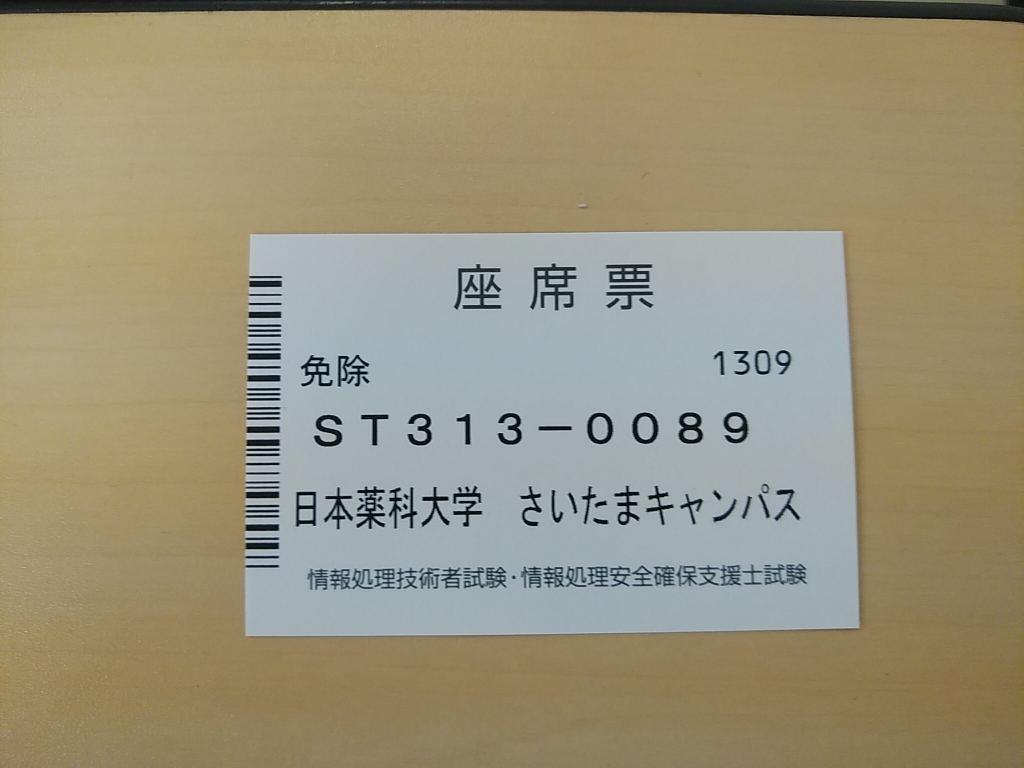 座席票
免除 1309
ＳＴ３１３－００８９
日本薬科大学　さいたまキャンパス
情報処理技術者試験・情報処理安全確保支援士試験